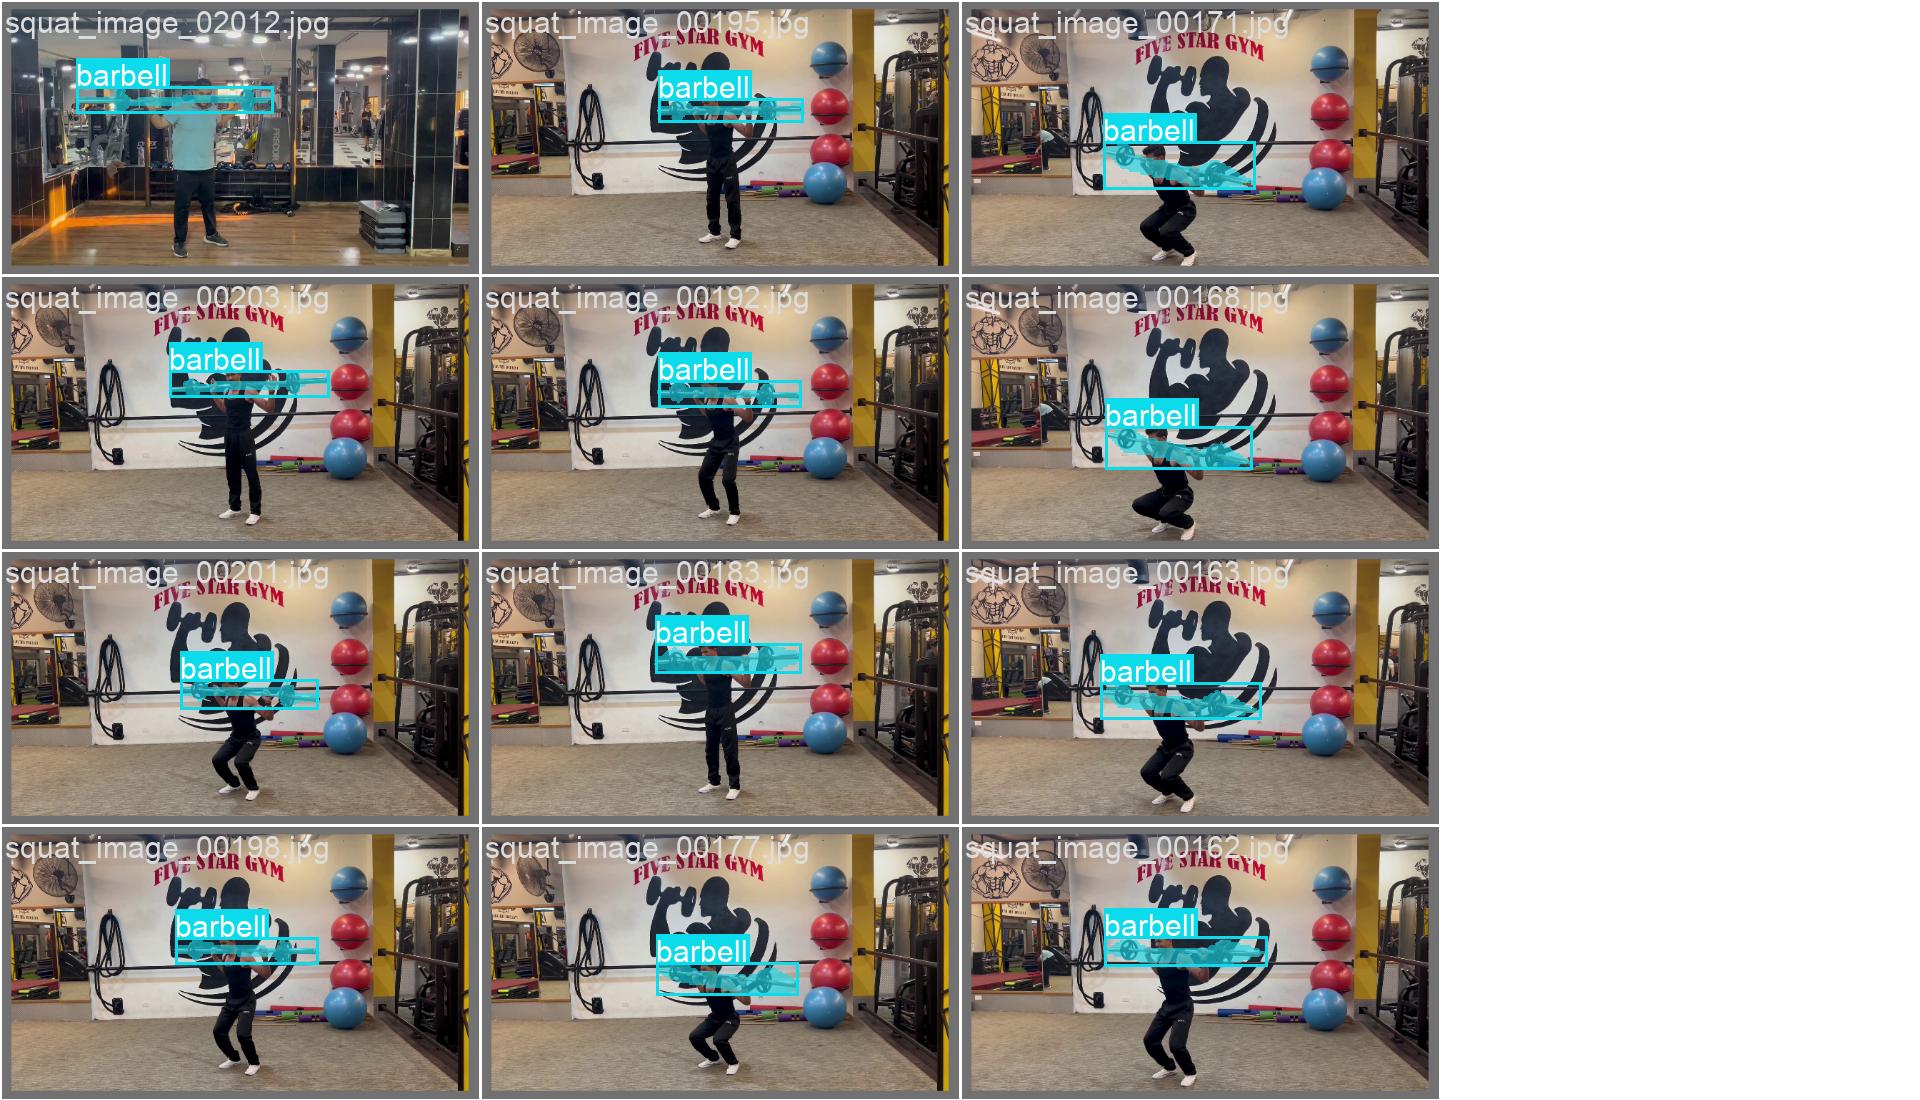 squat_image_02012.jpg
barbell
squat_image_00195.jpg
FIVE STAR GYM
barbell
squat_image_00171.jpg
FIVE STAR GYM
barbell
squat_image_00203.jpg
FIVE STAR GYM
barbell
squat_image_00192.jpg
FIVE STAR GYM
barbell
squat_image_00168.jpg
FIVE STAR GYM
barbell
squat_image_00201.jpg
FIVE STAR GYM
barbell
squat_image_00183.jpg
FIVE STAR GYM
barbell
squat_image_00163.jpg
FIVE STAR GYM
barbell
squat_image_00198.jpg
FIVE STAR GYM
barbell
squat_image_00177.jpg
FIVE STAR GYM
barbell
squat_image_00162.jpg
FIVE STAR GYM
barbell